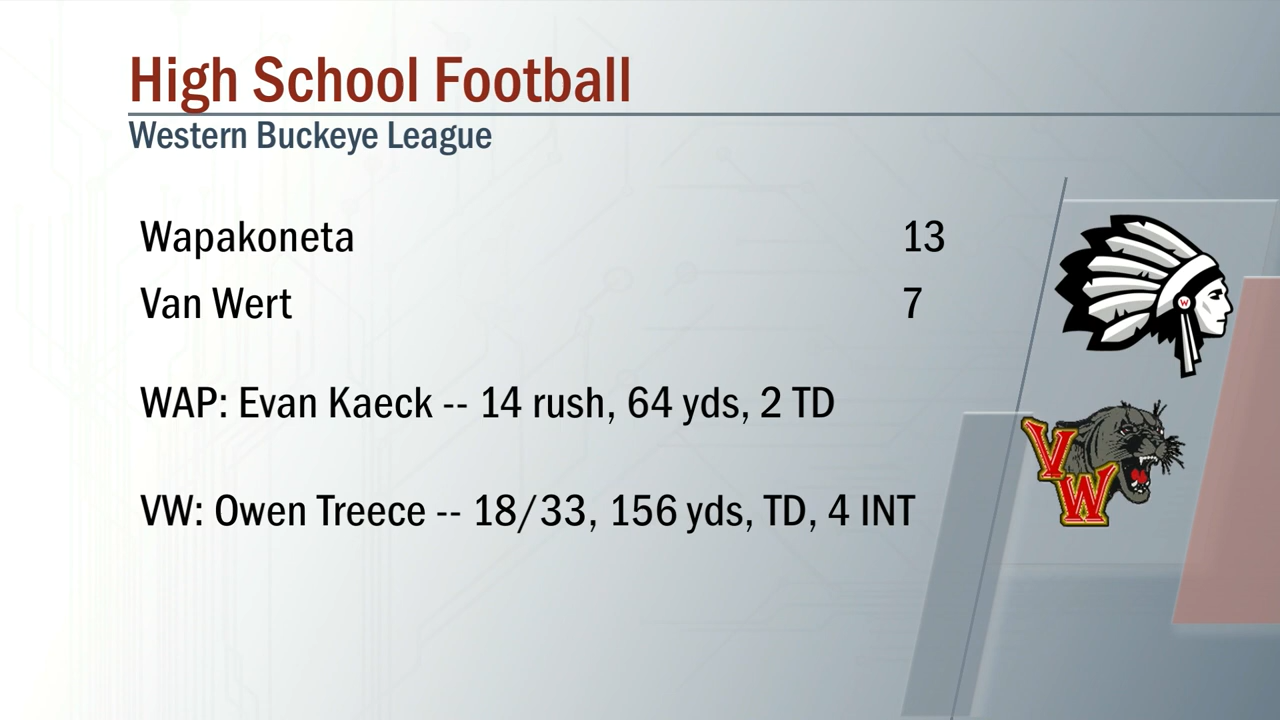 High School Football
Western Buckeye League
Wapakoneta 13
Van Wert 7
WAP: Evan Kaeck -- 14 rush, 64 yds, 2 TD
VW: Owen Treece -- 18/33, 156 yds, TD, 4 INT
W
VW